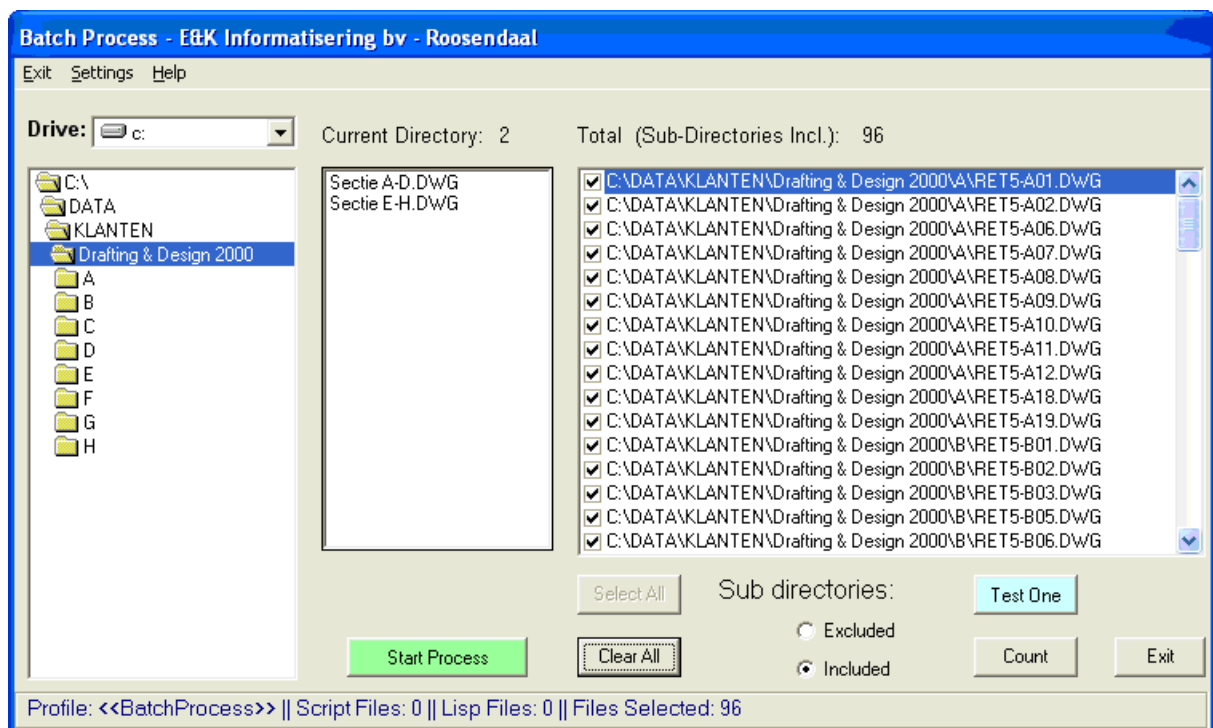 Batch Process - E&K Informatisering bv - Roosendaal
Exit Settings Help
Drive: c:
Current Directory: 2
Total (Sub-Directories Incl.): 96
C:\
DATA
KLANTEN
Drafting & Design 2000
A
B
C
D
E
F
G
H
Sectie A-D.DWG
Sectie E-H.DWG
C:\DATA\KLANTEN\Drafting & Design 2000\A\RET5-A01.DWG
C:\DATA\KLANTEN\Drafting & Design 2000\A\RET5-A02.DWG
C:\DATA\KLANTEN\Drafting & Design 2000\A\RET5-A06.DWG
C:\DATA\KLANTEN\Drafting & Design 2000\A\RET5-A07.DWG
C:\DATA\KLANTEN\Drafting & Design 2000\A\RET5-A08.DWG
C:\DATA\KLANTEN\Drafting & Design 2000\A\RET5-A09.DWG
C:\DATA\KLANTEN\Drafting & Design 2000\A\RET5-A10.DWG
C:\DATA\KLANTEN\Drafting & Design 2000\A\RET5-A11.DWG
C:\DATA\KLANTEN\Drafting & Design 2000\A\RET5-A12.DWG
C:\DATA\KLANTEN\Drafting & Design 2000\A\RET5-A18.DWG
C:\DATA\KLANTEN\Drafting & Design 2000\A\RET5-A19.DWG
C:\DATA\KLANTEN\Drafting & Design 2000\B\RET5-B01.DWG
C:\DATA\KLANTEN\Drafting & Design 2000\B\RET5-B02.DWG
C:\DATA\KLANTEN\Drafting & Design 2000\B\RET5-B03.DWG
C:\DATA\KLANTEN\Drafting & Design 2000\B\RET5-B05.DWG
C:\DATA\KLANTEN\Drafting & Design 2000\B\RET5-B06.DWG
Select All
Sub directories:
Test One
Excluded
Start Process
Clear All
Included
Count
Exit
Profile: <<BatchProcess>> || Script Files: 0 || Lisp Files: 0 || Files Selected: 96